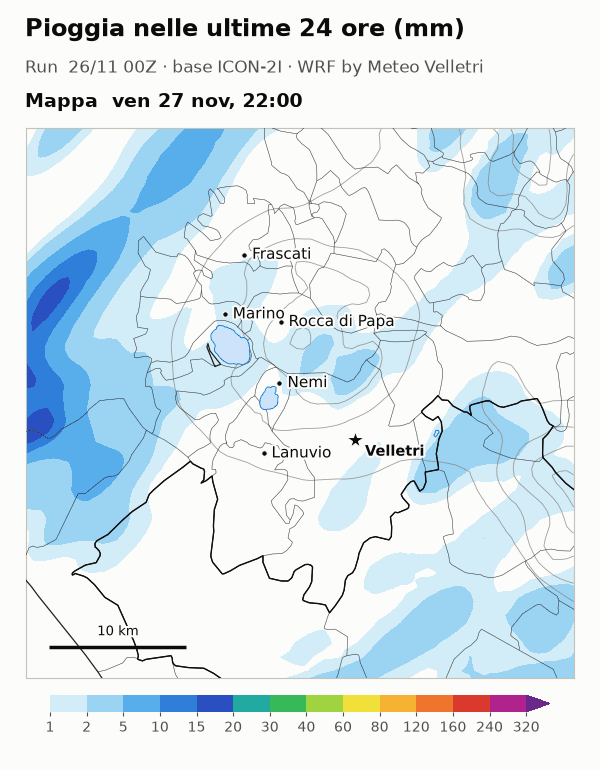 Pioggia nelle ultime 24 ore (mm)
Run  26/11 00Z · base ICON-2I · WRF by Meteo Velletri
Mappa  ven 27 nov, 22:00
Frascati
Marino
Rocca di Papa
Nemi
Velletri
Lanuvio
10 km
1 2 5 10 15 20 30 40 60 80 120 160 240 320